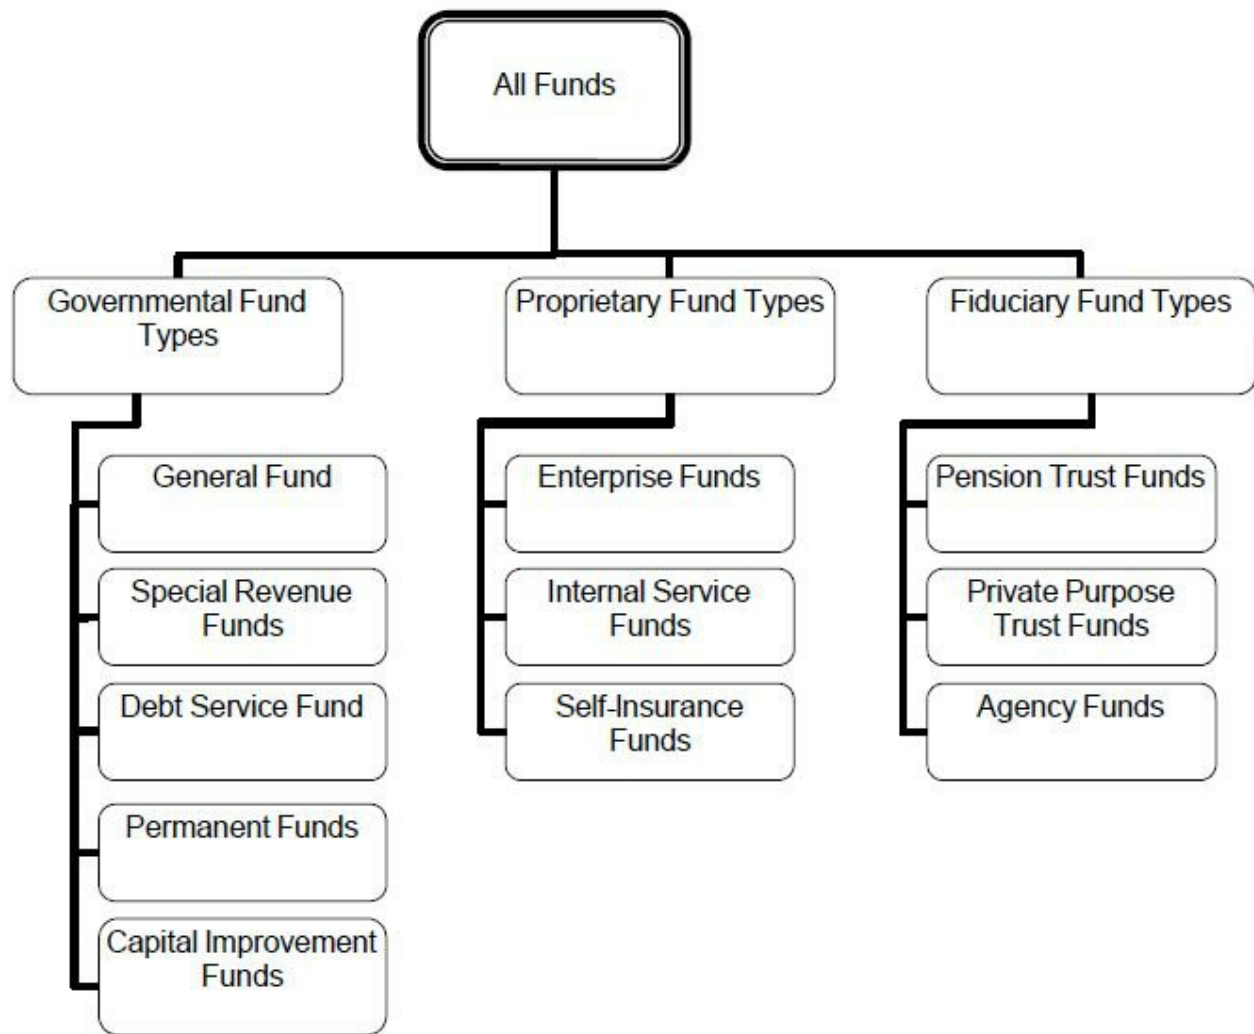 All Funds
Governmental Fund
Types
Proprietary Fund Types
Fiduciary Fund Types
General Fund
Special Revenue
Funds
Debt Service Fund
Permanent Funds
Capital Improvement
Funds
Enterprise Funds
Internal Service
Funds
Self-Insurance
Funds
Pension Trust Funds
Private Purpose
Trust Funds
Agency Funds